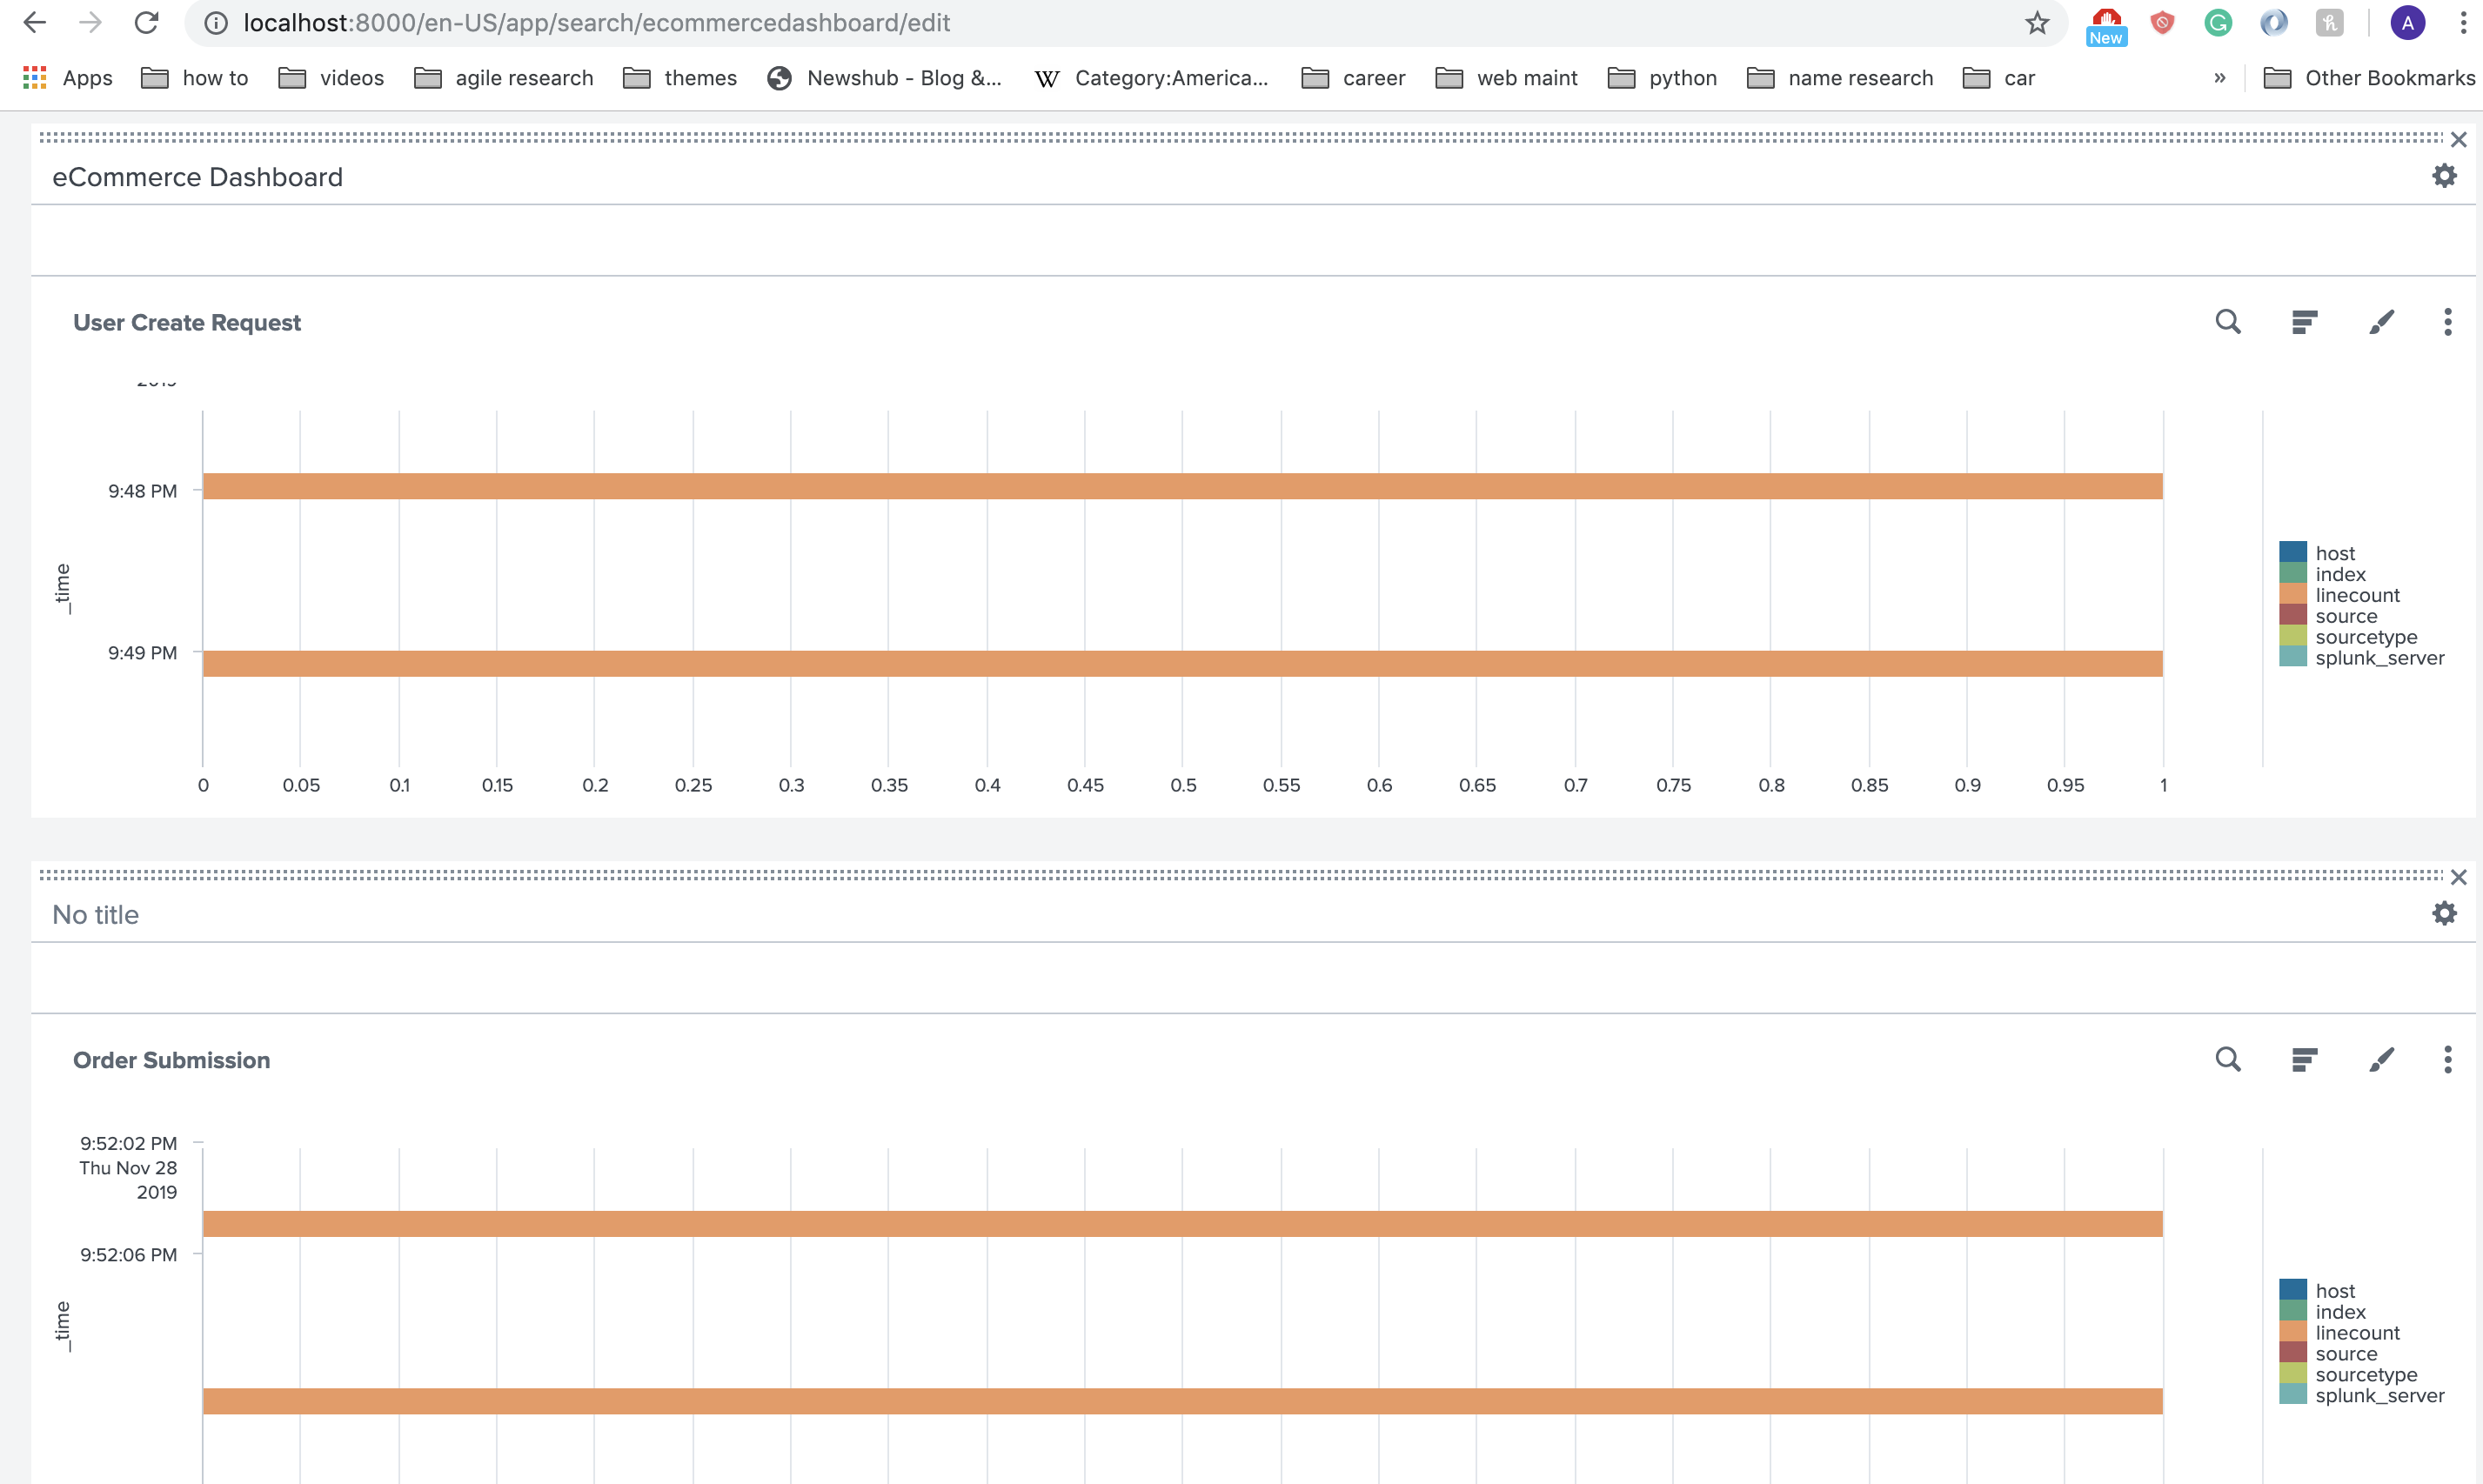 localhost:8000/en-US/app/search/ecommercedashboard/edit
New
A
Apps how to videos agile research themes Newshub - Blog &... W Category:America... career web maint python name research car » Other Bookmarks
eCommerce Dashboard
User Create Request
9:48 PM
_time
9:49 PM
host
index
linecount
source
sourcetype
splunk_server
0 0.05 0.1 0.15 0.2 0.25 0.3 0.35 0.4 0.45 0.5 0.55 0.6 0.65 0.7 0.75 0.8 0.85 0.9 0.95 1
No title
Order Submission
9:52:02 PM
Thu Nov 28
2019
9:52:06 PM
_time
host
index
linecount
source
sourcetype
splunk_server